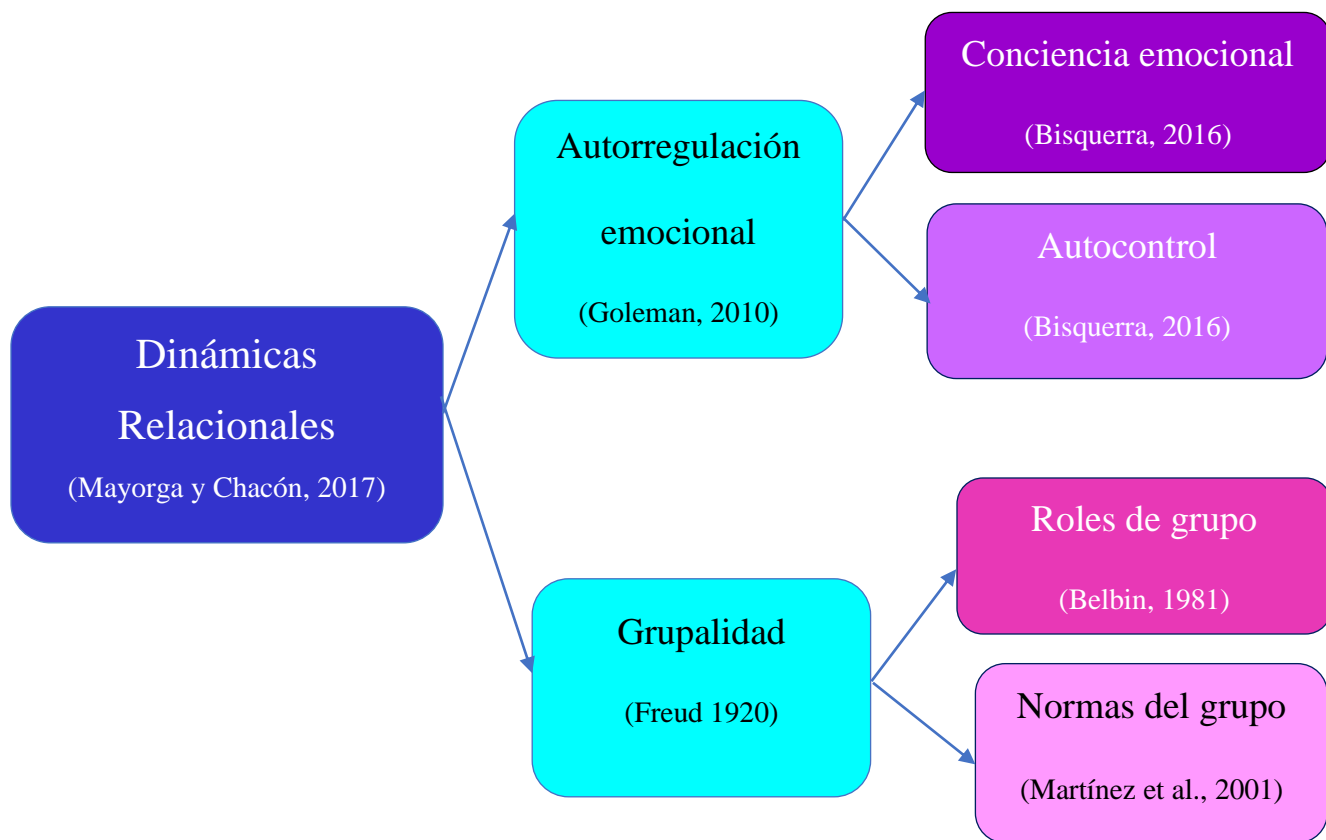 Dinámicas
Relacionales
(Mayorga y Chacón, 2017)
Autorregulación
emocional
(Goleman, 2010)
Conciencia emocional
(Bisquerra, 2016)
Autocontrol
(Bisquerra, 2016)
Grupalidad
(Freud 1920)
Roles de grupo
(Belbin, 1981)
Normas del grupo
(Martínez et al., 2001)